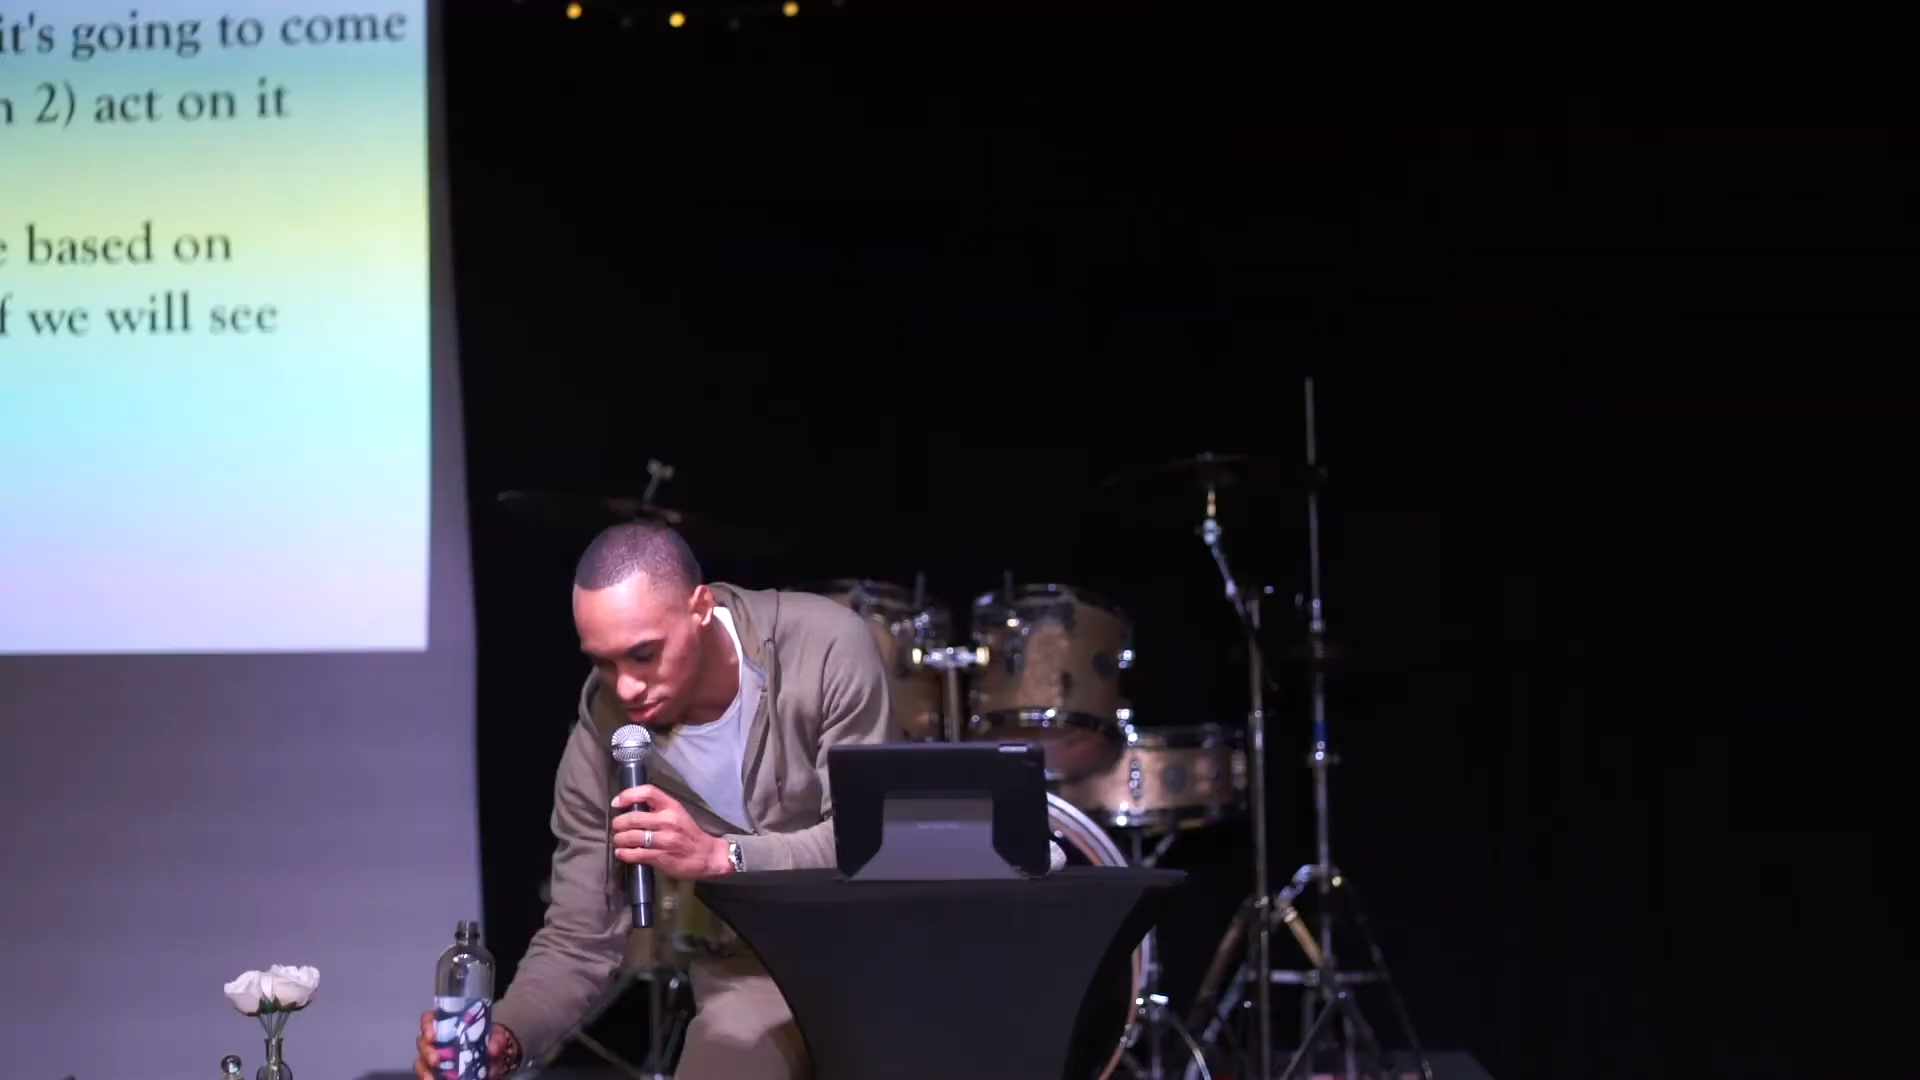 it's going to come
2) act on it
based on
we will see